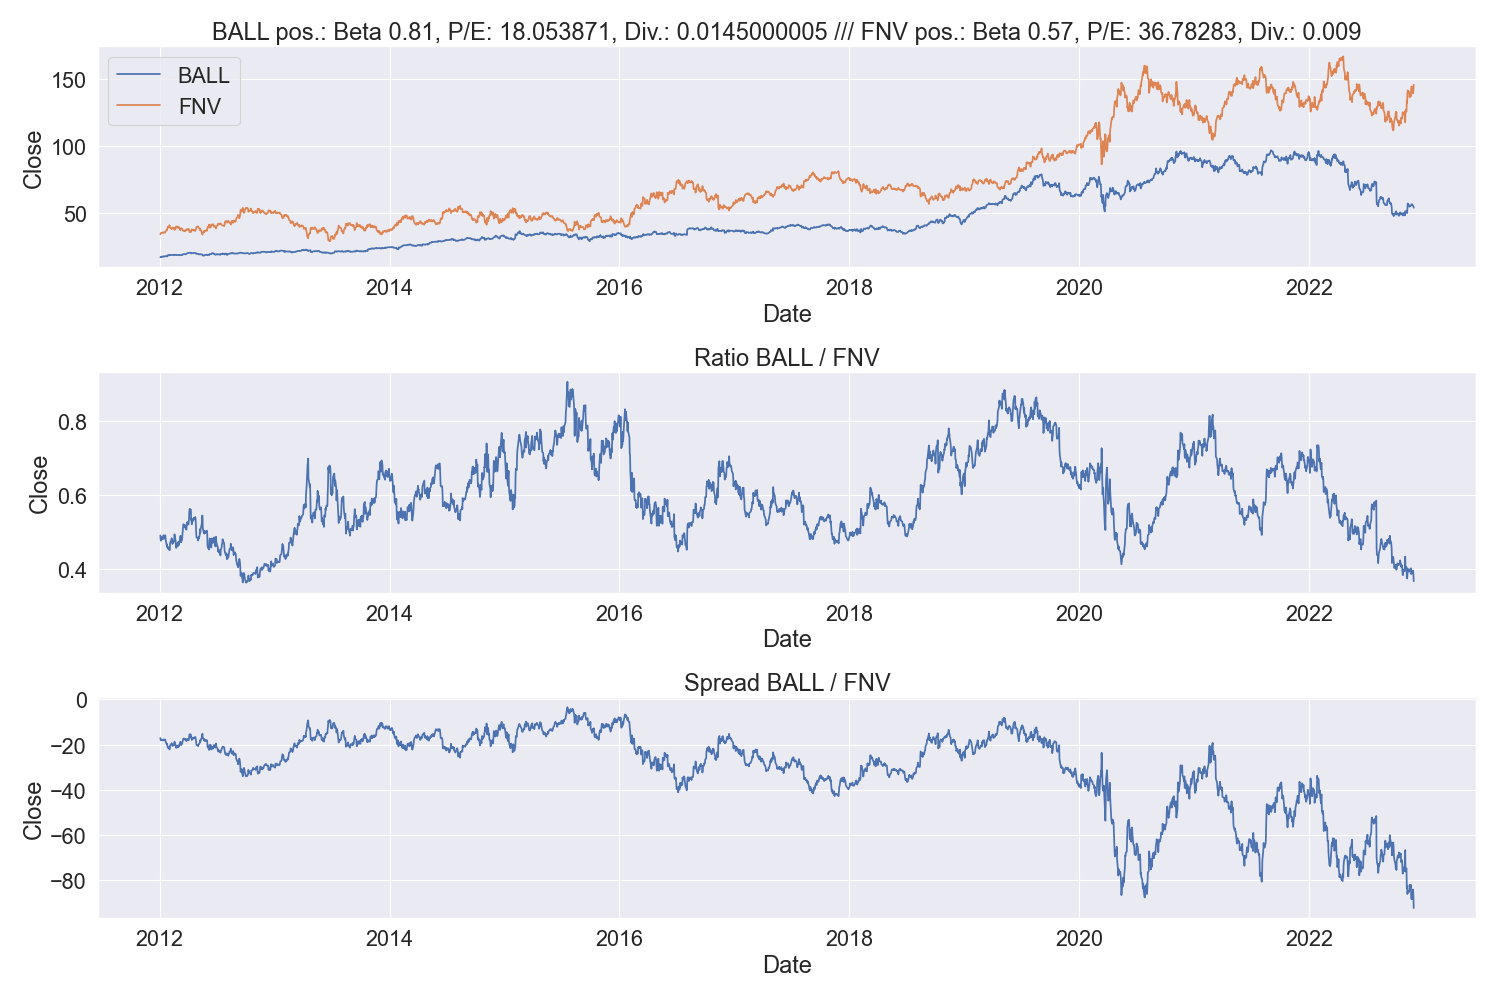 BALL pos.: Beta 0.81, P/E: 18.053871, Div.: 0.0145000005 /// FNV pos.: Beta 0.57, P/E: 36.78283, Div.: 0.009
BALL
FNV
Close
150
100
50
2012 2014 2016 2018 2020 2022
Date
Ratio BALL / FNV
Close
0.8
0.6
0.4
2012 2014 2016 2018 2020 2022
Date
Spread BALL / FNV
Close
0
−20
−40
−60
−80
2012 2014 2016 2018 2020 2022
Date